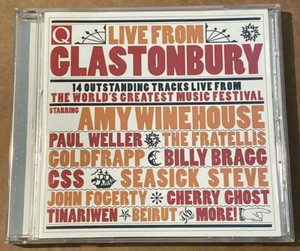 Q
LIVE FROM
GLASTONBURY
14 OUTSTANDING TRACKS LIVE FROM
THE WORLD'S GREATEST MUSIC FESTIVAL
STARRING AMY WINEHOUSE
PAUL WELLER THE FRATELLIS
GOLDFRAPP BILLY BRAGG
CSS SEASICK STEVE
JOHN FOGERTY CHERRY GHOST
TINARIWEN BEIRUT AND MORE!